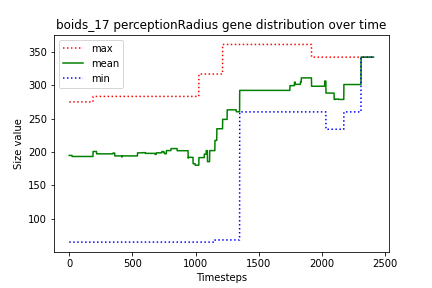 boids_17 perceptionRadius gene distribution over time
max
mean
min
350
300
250
200
150
100
Size value
0
500
1000
1500
2000
2500
Timesteps